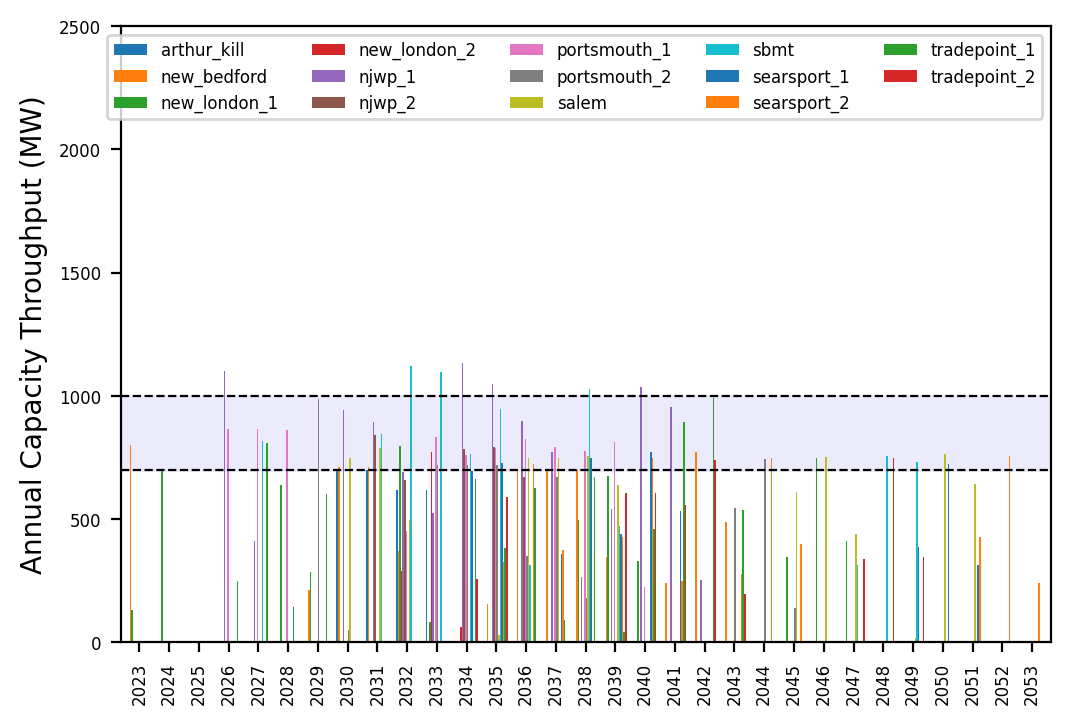 2500
2000
1500
1000
500
0
Annual Capacity Throughput (MW)
arthur_kill
new_bedford
new_london_1
new_london_2
njwp_1
njwp_2
portsmouth_1
portsmouth_2
salem
sbmt
searsport_1
searsport_2
tradepoint_1
tradepoint_2
2023
2024
2025
2026
2027
2028
2029
2030
2031
2032
2033
2034
2035
2036
2037
2038
2039
2040
2041
2042
2043
2044
2045
2046
2047
2048
2049
2050
2051
2052
2053